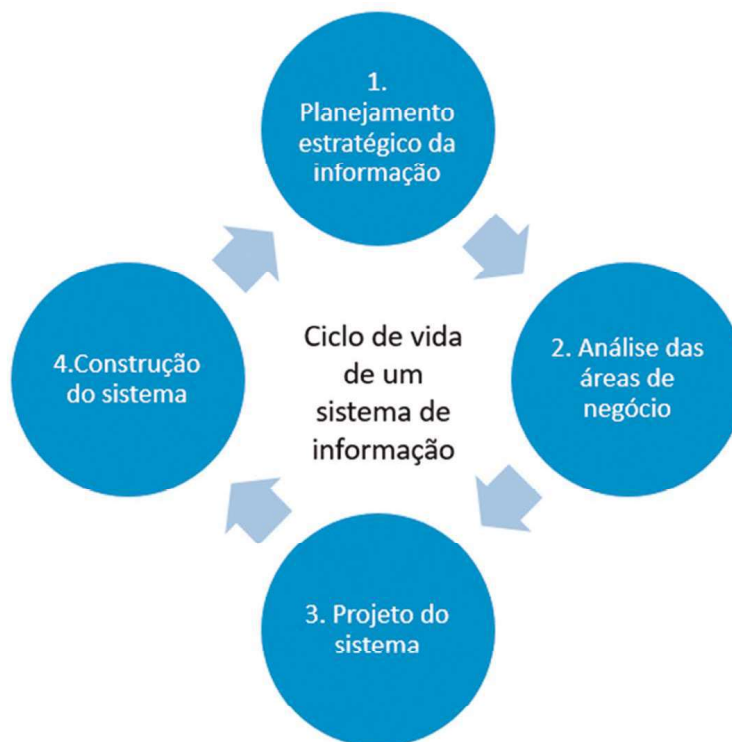 1.
Planejamento
estratégico da
informação
2. Análise das
áreas de
negócio
3. Projeto do
sistema
4.Construção
do sistema
Ciclo de vida
de um
sistema de
informação